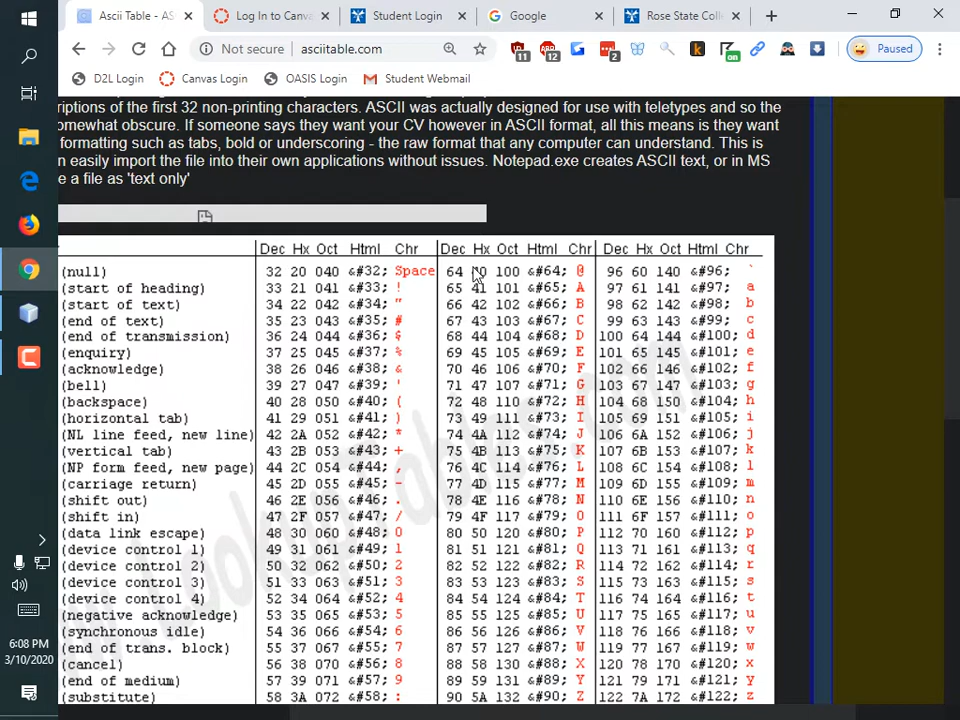 Ascii Table - AS
Log In to Canva
Student Login
Google
Rose State Coll
Not secure
asciitable.com
11
12
2
on
Paused
D2L Login
Canvas Login
OASIS Login
Student Webmail
riptions of the first 32 non-printing characters. ASCII was actually designed for use with teletypes and so the
omewhat obscure. If someone says they want your CV however in ASCII format, all this means is they want
formatting such as tabs, bold or underscoring - the raw format that any computer can understand. This is
n easily import the file into their own applications without issues. Notepad.exe creates ASCII text, or in MS
e a file as 'text only'
Dec Hx Oct Html Chr Dec Hx Oct Html Chr Dec Hx Oct Html Chr
(null) 32 20 040 &#32; Space 64 40 100 &#64; @ 96 60 140 &#96; `
(start of heading) 33 21 041 &#33; ! 65 41 101 &#65; A 97 61 141 &#97; a
(start of text) 34 22 042 &#34; " 66 42 102 &#66; B 98 62 142 &#98; b
(end of text) 35 23 043 &#35; # 67 43 103 &#67; C 99 63 143 &#99; c
(end of transmission) 36 24 044 &#36; $ 68 44 104 &#68; D 100 64 144 &#100; d
(enquiry) 37 25 045 &#37; % 69 45 105 &#69; E 101 65 145 &#101; e
(acknowledge) 38 26 046 &#38; & 70 46 106 &#70; F 102 66 146 &#102; f
(bell) 39 27 047 &#39; ' 71 47 107 &#71; G 103 67 147 &#103; g
(backspace) 40 28 050 &#40; ( 72 48 110 &#72; H 104 68 150 &#104; h
(horizontal tab) 41 29 051 &#41; ) 73 49 111 &#73; I 105 69 151 &#105; i
(NL line feed, new line) 42 2A 052 &#42; * 74 4A 112 &#74; J 106 6A 152 &#106; j
(vertical tab) 43 2B 053 &#43; + 75 4B 113 &#75; K 107 6B 153 &#107; k
(NP form feed, new page) 44 2C 054 &#44; , 76 4C 114 &#76; L 108 6C 154 &#108; l
(carriage return) 45 2D 055 &#45; - 77 4D 115 &#77; M 109 6D 155 &#109; m
(shift out) 46 2E 056 &#46; . 78 4E 116 &#78; N 110 6E 156 &#110; n
(shift in) 47 2F 057 &#47; / 79 4F 117 &#79; O 111 6F 157 &#111; o
(data link escape) 48 30 060 &#48; 0 80 50 120 &#80; P 112 70 160 &#112; p
(device control 1) 49 31 061 &#49; 1 81 51 121 &#81; Q 113 71 161 &#113; q
(device control 2) 50 32 062 &#50; 2 82 52 122 &#82; R 114 72 162 &#114; r
(device control 3) 51 33 063 &#51; 3 83 53 123 &#83; S 115 73 163 &#115; s
(device control 4) 52 34 064 &#52; 4 84 54 124 &#84; T 116 74 164 &#116; t
(negative acknowledge) 53 35 065 &#53; 5 85 55 125 &#85; U 117 75 165 &#117; u
(synchronous idle) 54 36 066 &#54; 6 86 56 126 &#86; V 118 76 166 &#118; v
(end of trans. block) 55 37 067 &#55; 7 87 57 127 &#87; W 119 77 167 &#119; w
(cancel) 56 38 070 &#56; 8 88 58 130 &#88; X 120 78 170 &#120; x
(end of medium) 57 39 071 &#57; 9 89 59 131 &#89; Y 121 79 171 &#121; y
(substitute) 58 3A 072 &#58; : 90 5A 132 &#90; Z 122 7A 172 &#122; z
6:08 PM
3/10/2020